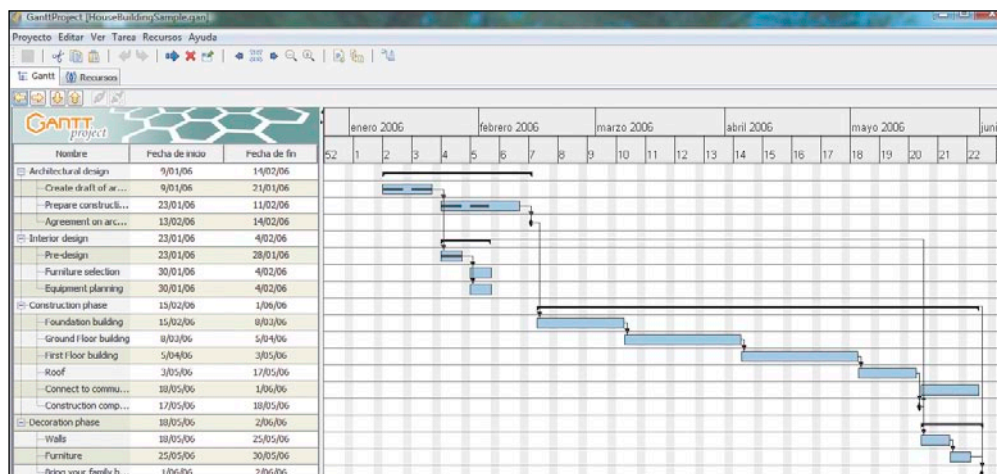 GanttProject [HouseBuildingSample.gan]
Proyecto Editar Ver Tarea Recursos Ayuda
Gantt Recursos
GANTT
project
enero 2006 febrero 2006 marzo 2006 abril 2006 mayo 2006 juni
Nombre Fecha de inicio Fecha de fin 52 1 2 3 4 5 6 7 8 9 10 11 12 13 14 15 16 17 18 19 20 21 22
Architectural design 9/01/06 14/02/06
Create draft of ar... 9/01/06 21/01/06
Prepare constructi... 23/01/06 11/02/06
Agreement on arc... 13/02/06 14/02/06
Interior design 23/01/06 4/02/06
Pre-design 23/01/06 28/01/06
Furniture selection 30/01/06 4/02/06
Equipment planning 30/01/06 4/02/06
Construction phase 15/02/06 1/06/06
Foundation building 15/02/06 8/03/06
Ground Floor building 8/03/06 5/04/06
First Floor building 5/04/06 3/05/06
Roof 3/05/06 17/05/06
Connect to commu... 18/05/06 1/06/06
Construction comp... 17/05/06 18/05/06
Decoration phase 18/05/06 2/06/06
Walls 18/05/06 25/05/06
Furniture 25/05/06 30/05/06
Bring your family h... 1/06/06 2/06/06